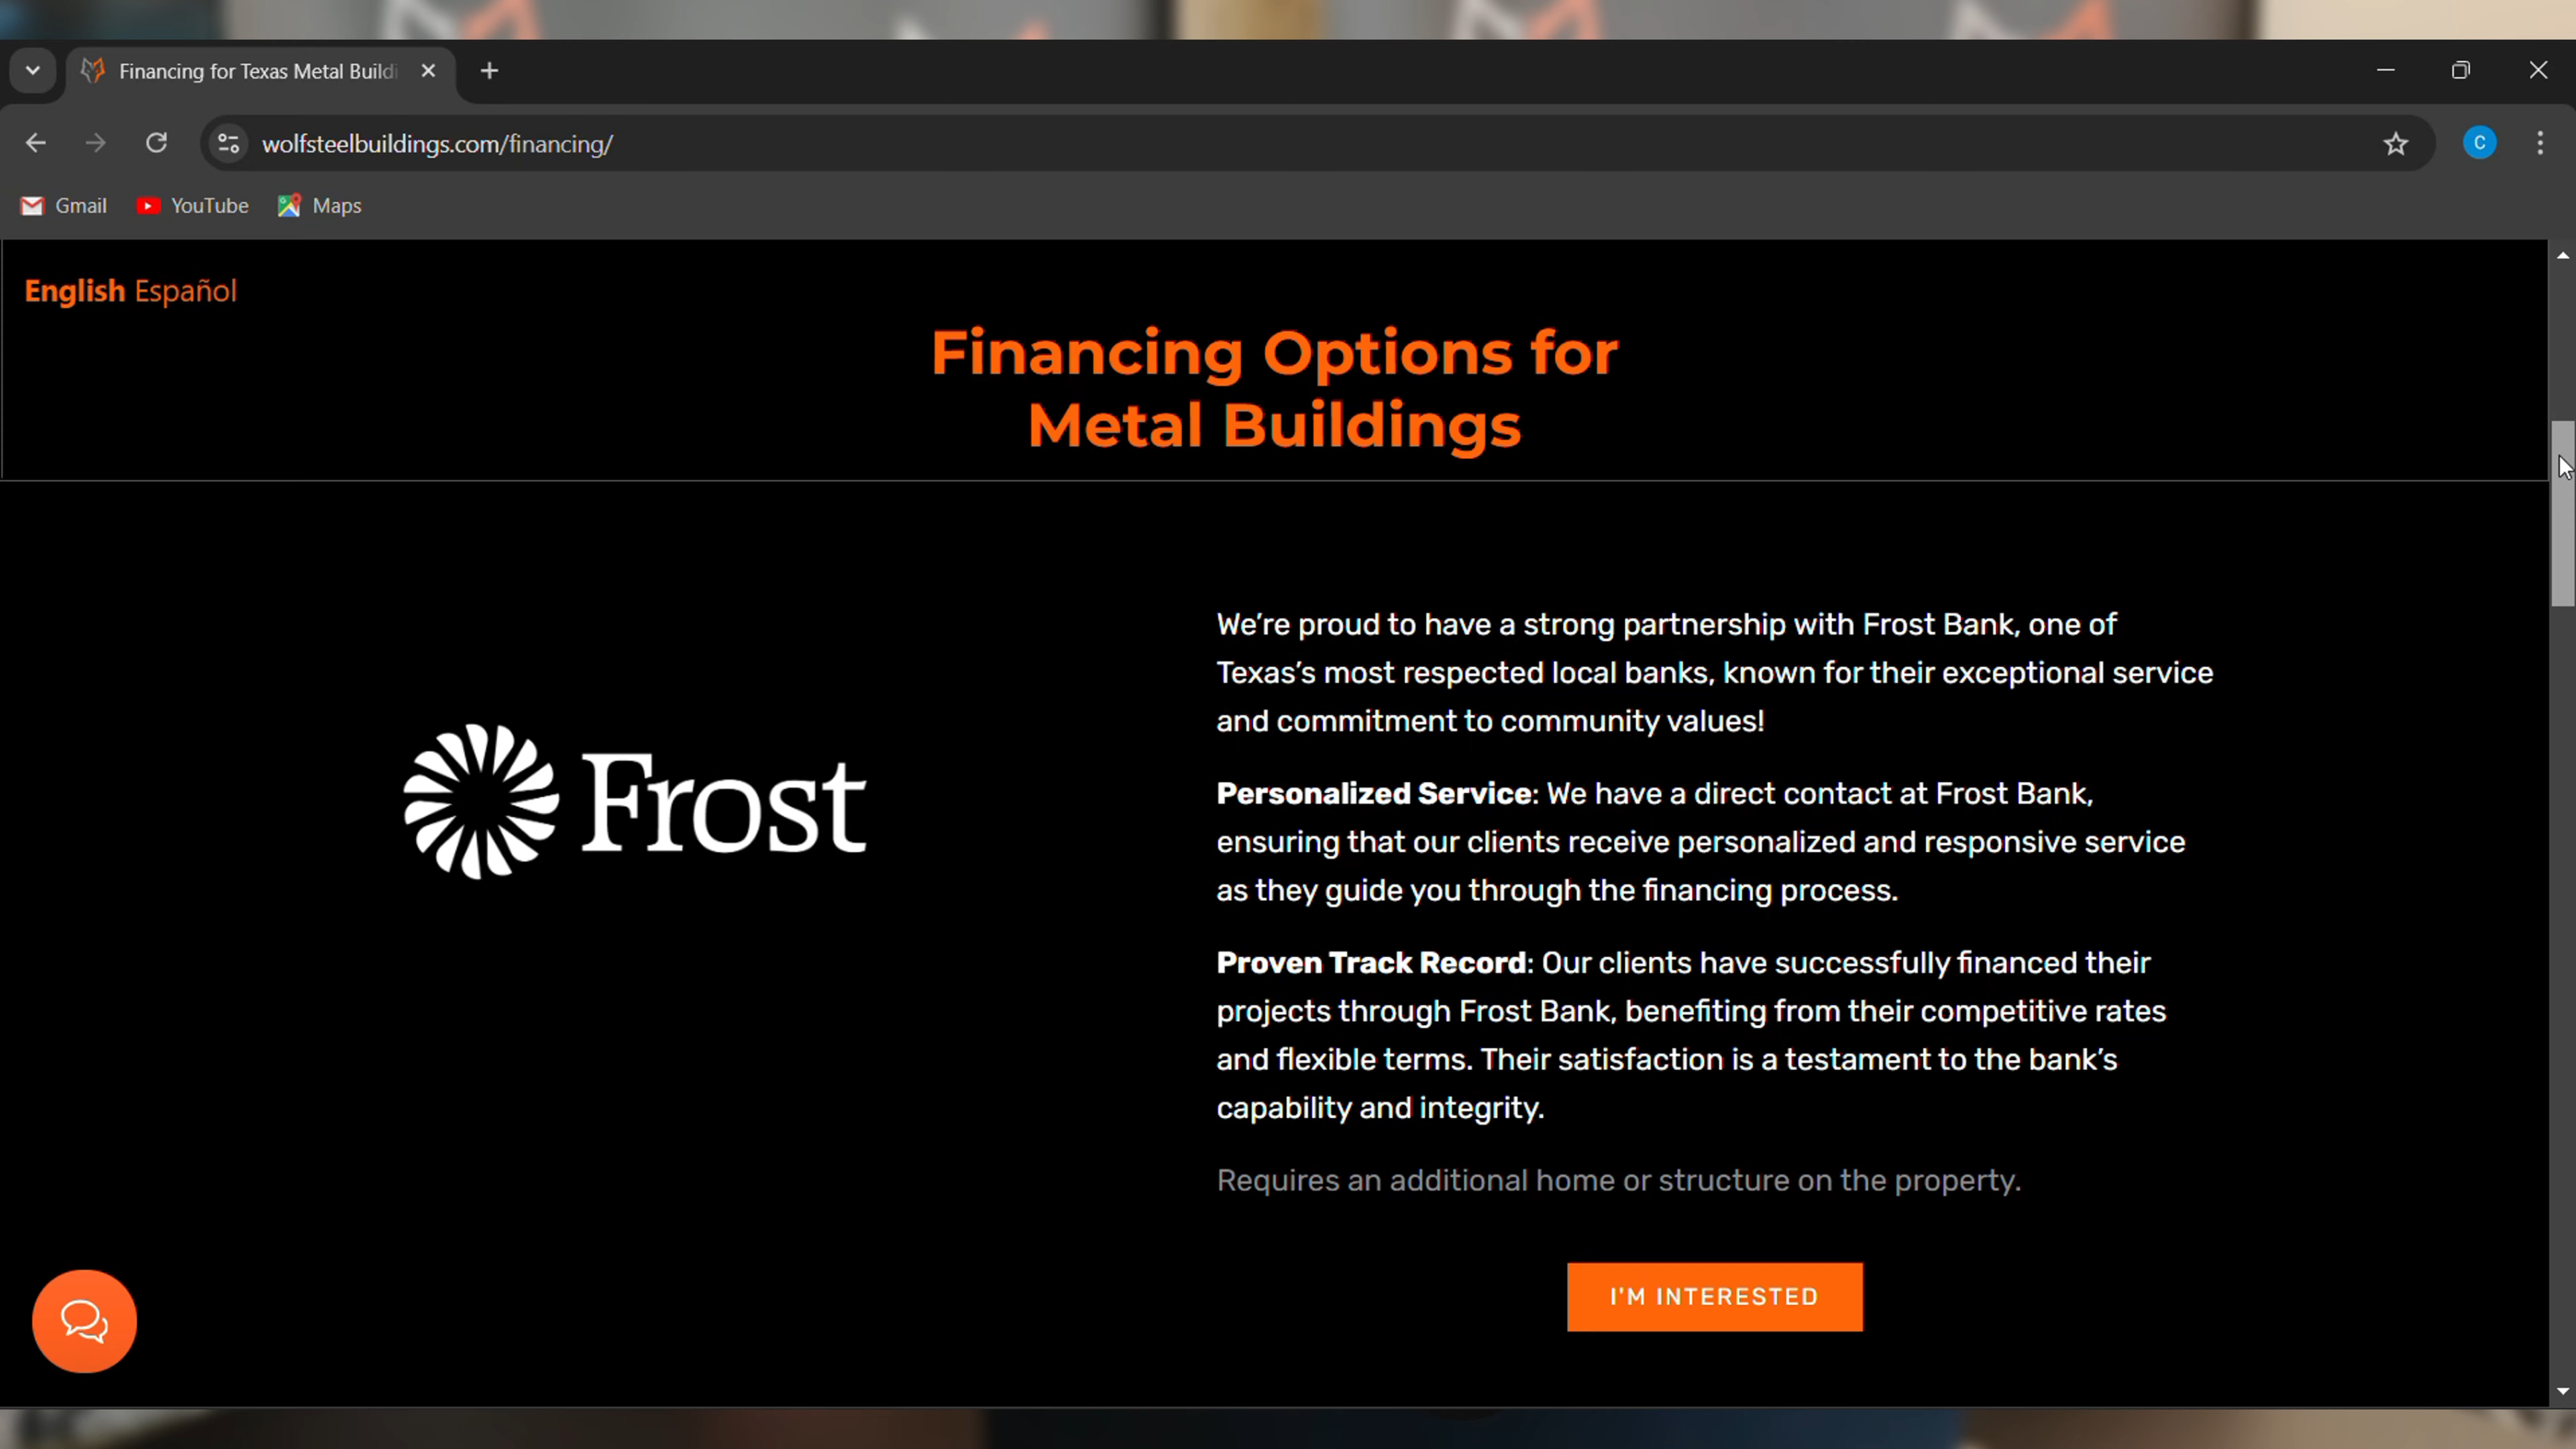 Financing for Texas Metal Buildi
wolfsteelbuildings.com/financing/
C
Gmail YouTube Maps
English Español
Financing Options for
Metal Buildings
Frost
We're proud to have a strong partnership with Frost Bank, one of
Texas's most respected local banks, known for their exceptional service
and commitment to community values!
Personalized Service: We have a direct contact at Frost Bank,
ensuring that our clients receive personalized and responsive service
as they guide you through the financing process.
Proven Track Record: Our clients have successfully financed their
projects through Frost Bank, benefiting from their competitive rates
and flexible terms. Their satisfaction is a testament to the bank's
capability and integrity.
Requires an additional home or structure on the property.
I'M INTERESTED